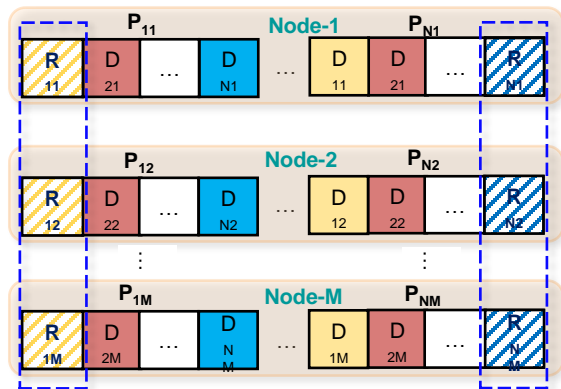 P11 Node-1 PN1
R D ... D ... D D ... R
11 21 N1 11 21 N1
P12 Node-2 PN2
R D ... D ... D D ... R
12 22 N2 12 22 N2
⋮ ⋮
P1M Node-M PNM
R D ... D ... D D ... R
1M 2M N 1M 2M N
M M